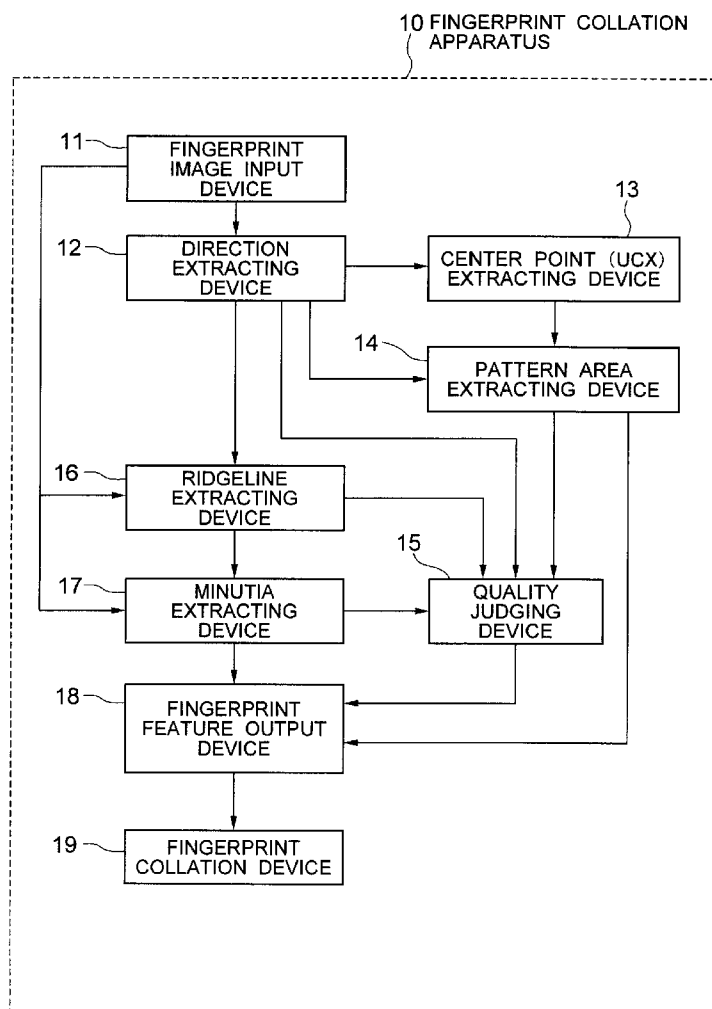 10 FINGERPRINT COLLATION
APPARATUS
11
FINGERPRINT
IMAGE INPUT
DEVICE
12
DIRECTION
EXTRACTING
DEVICE
13
CENTER POINT (UCX)
EXTRACTING DEVICE
14
PATTERN AREA
EXTRACTING DEVICE
16
RIDGELINE
EXTRACTING
DEVICE
15
QUALITY
JUDGING
DEVICE
17
MINUTIA
EXTRACTING
DEVICE
18
FINGERPRINT
FEATURE OUTPUT
DEVICE
19
FINGERPRINT
COLLATION DEVICE